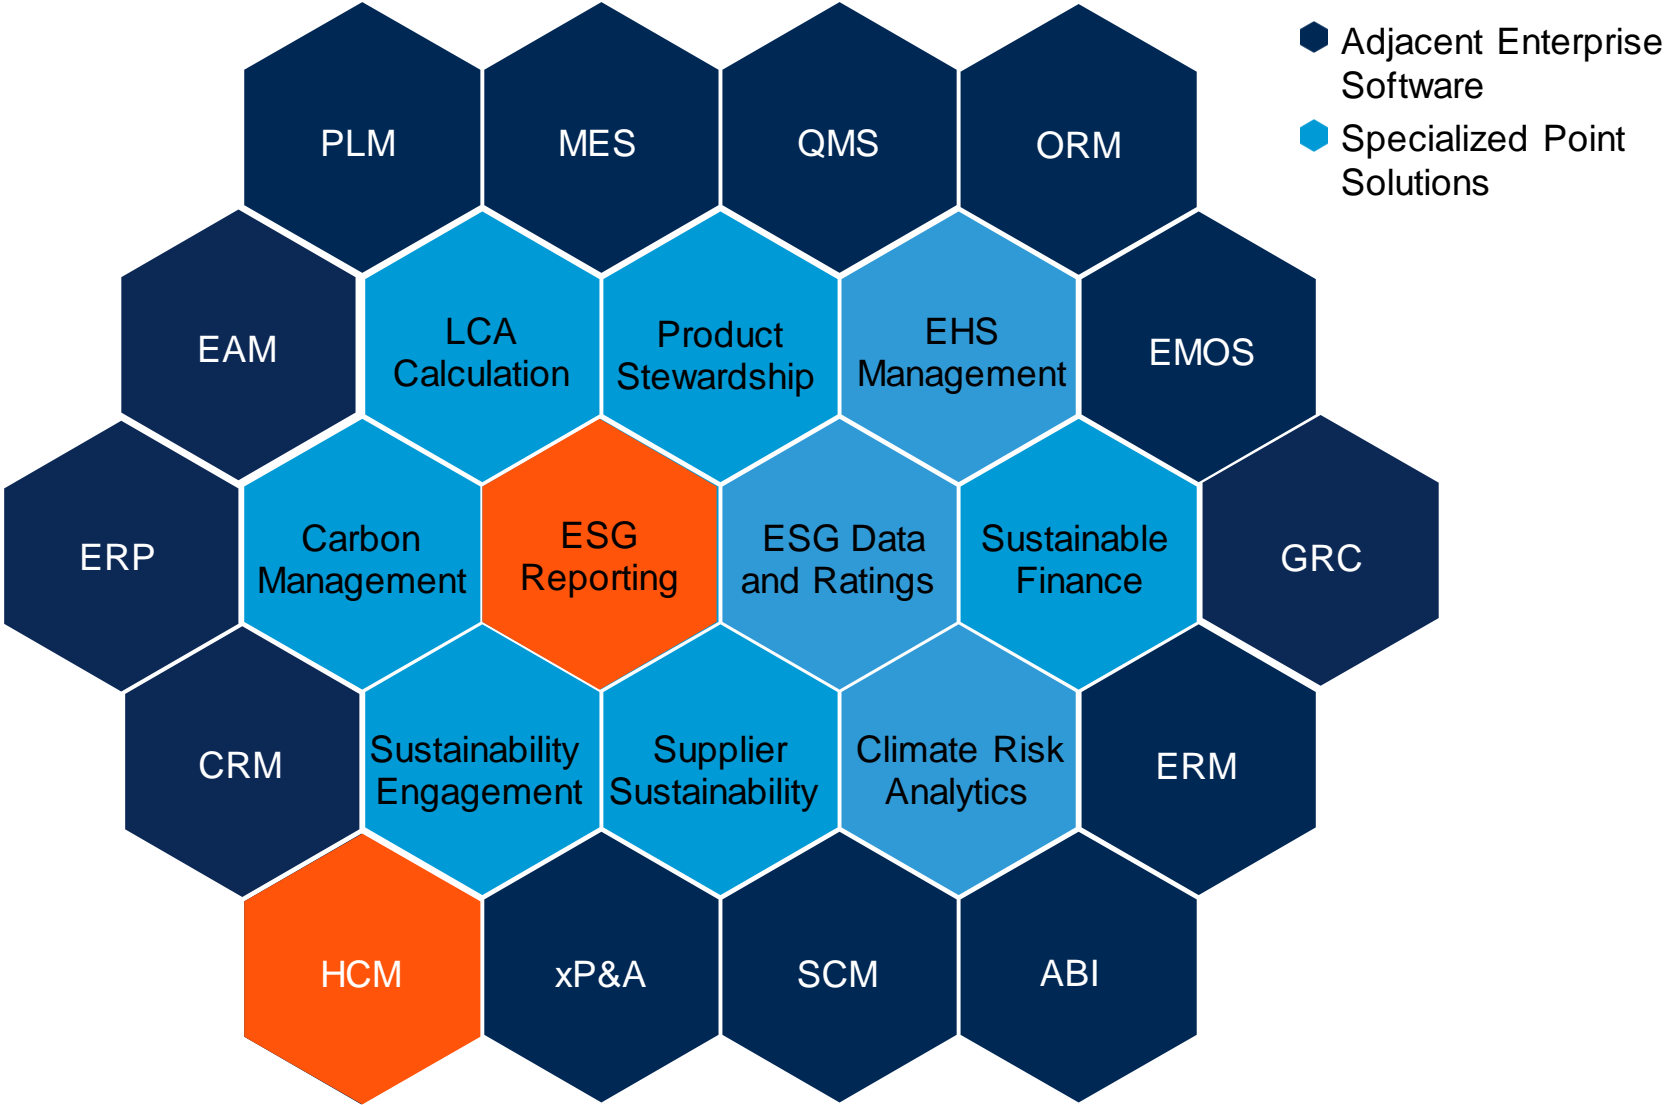 Adjacent Enterprise
Software
Specialized Point
Solutions
PLM
MES
QMS
ORM
EAM
LCA
Calculation
Product
Stewardship
EHS
Management
EMOS
ERP
Carbon
Management
ESG
Reporting
ESG Data
and Ratings
Sustainable
Finance
GRC
CRM
Sustainability
Engagement
Supplier
Sustainability
Climate Risk
Analytics
ERM
HCM
xP&A
SCM
ABI